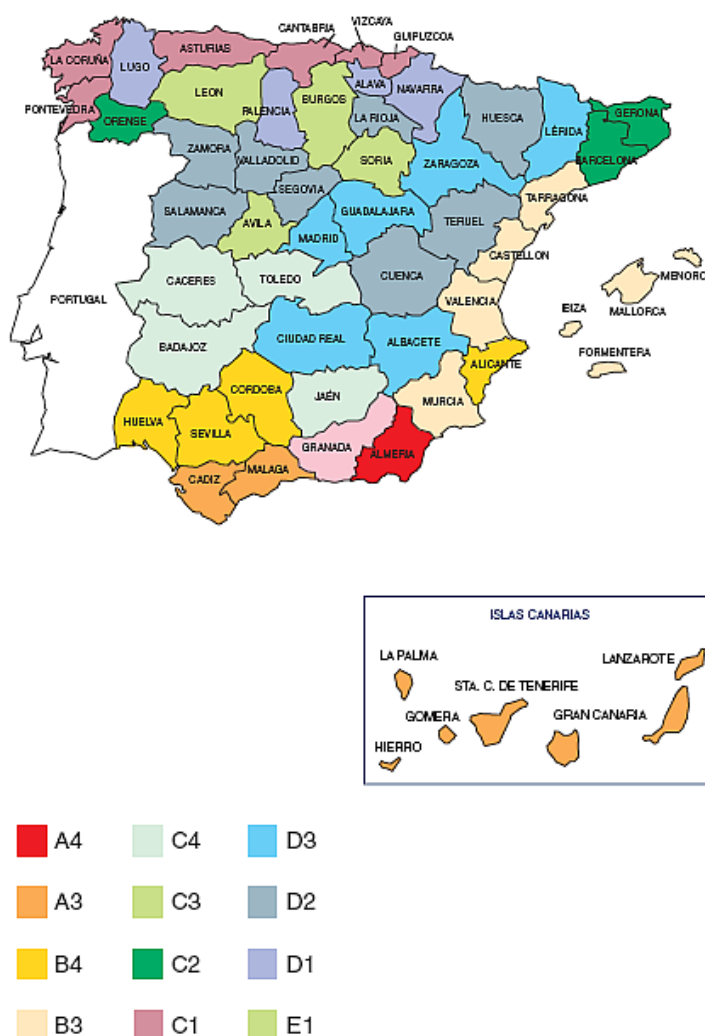 CANTABRIA
VIZCAYA
GUIPUZCOA
LA CORUÑA
LUGO
ASTURIAS
PONTEVEDRA
ORENSE
LEON
PALENCIA
BURGOS
ALAVA
NAVARRA
LA RIOJA
HUESCA
LÉRIDA
GERONA
BARCELONA
ZAMORA
VALLADOLID
SORIA
ZARAGOZA
SEGOVIA
TARRAGONA
SALAMANCA
AVILA
MADRID
GUADALAJARA
TERUEL
CASTELLON
CACERES
TOLEDO
CUENCA
VALENCIA
MENORC
MALLORCA
IBIZA
FORMENTERA
PORTUGAL
BADAJOZ
CIUDAD REAL
ALBACETE
ALICANTE
HUELVA
SEVILLA
CORDOBA
JAÉN
MURCIA
GRANADA
ALMERIA
CADIZ
MALAGA
ISLAS CANARIAS
LA PALMA
LANZAROTE
STA. C. DE TENERIFE
GOMERA
GRAN CANARIA
HIERRO
A4
C4
D3
A3
C3
D2
B4
C2
D1
B3
C1
E1